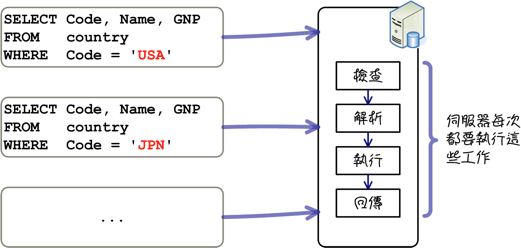 SELECT Code, Name, GNP
FROM   country
WHERE  Code = 'USA'
SELECT Code, Name, GNP
FROM   country
WHERE  Code = 'JPN'
...
檢查
解析
執行
回傳
伺服器每次
都要執行這
些工作